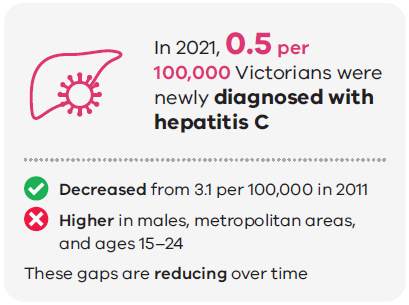 In 2021, 0.5 per
100,000 Victorians were
newly diagnosed with
hepatitis C
Decreased from 3.1 per 100,000 in 2011
Higher in males, metropolitan areas,
and ages 15–24
These gaps are reducing over time